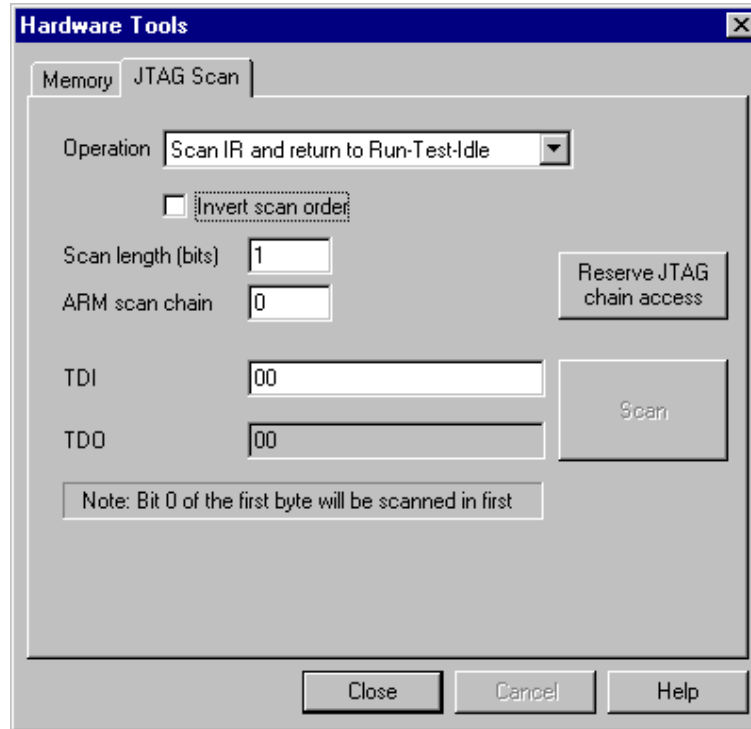 Hardware Tools
Memory
JTAG Scan
Operation
Scan IR and return to Run-Test-Idle
Invert scan order
Scan length (bits)
1
ARM scan chain
0
Reserve JTAG
chain access
TDI
00
Scan
TDO
00
Note: Bit 0 of the first byte will be scanned in first
Close
Cancel
Help